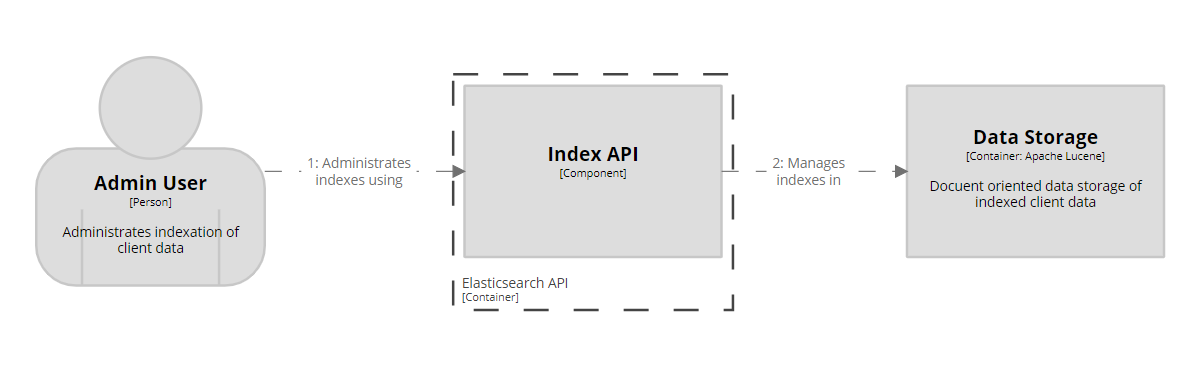 Admin User
[Person]
Administrates indexation of
client data
1: Administrates
indexes using
Index API
[Component]
Elasticsearch API
[Container]
2: Manages
indexes in
Data Storage
[Container: Apache Lucene]
Docuent oriented data storage of
indexed client data